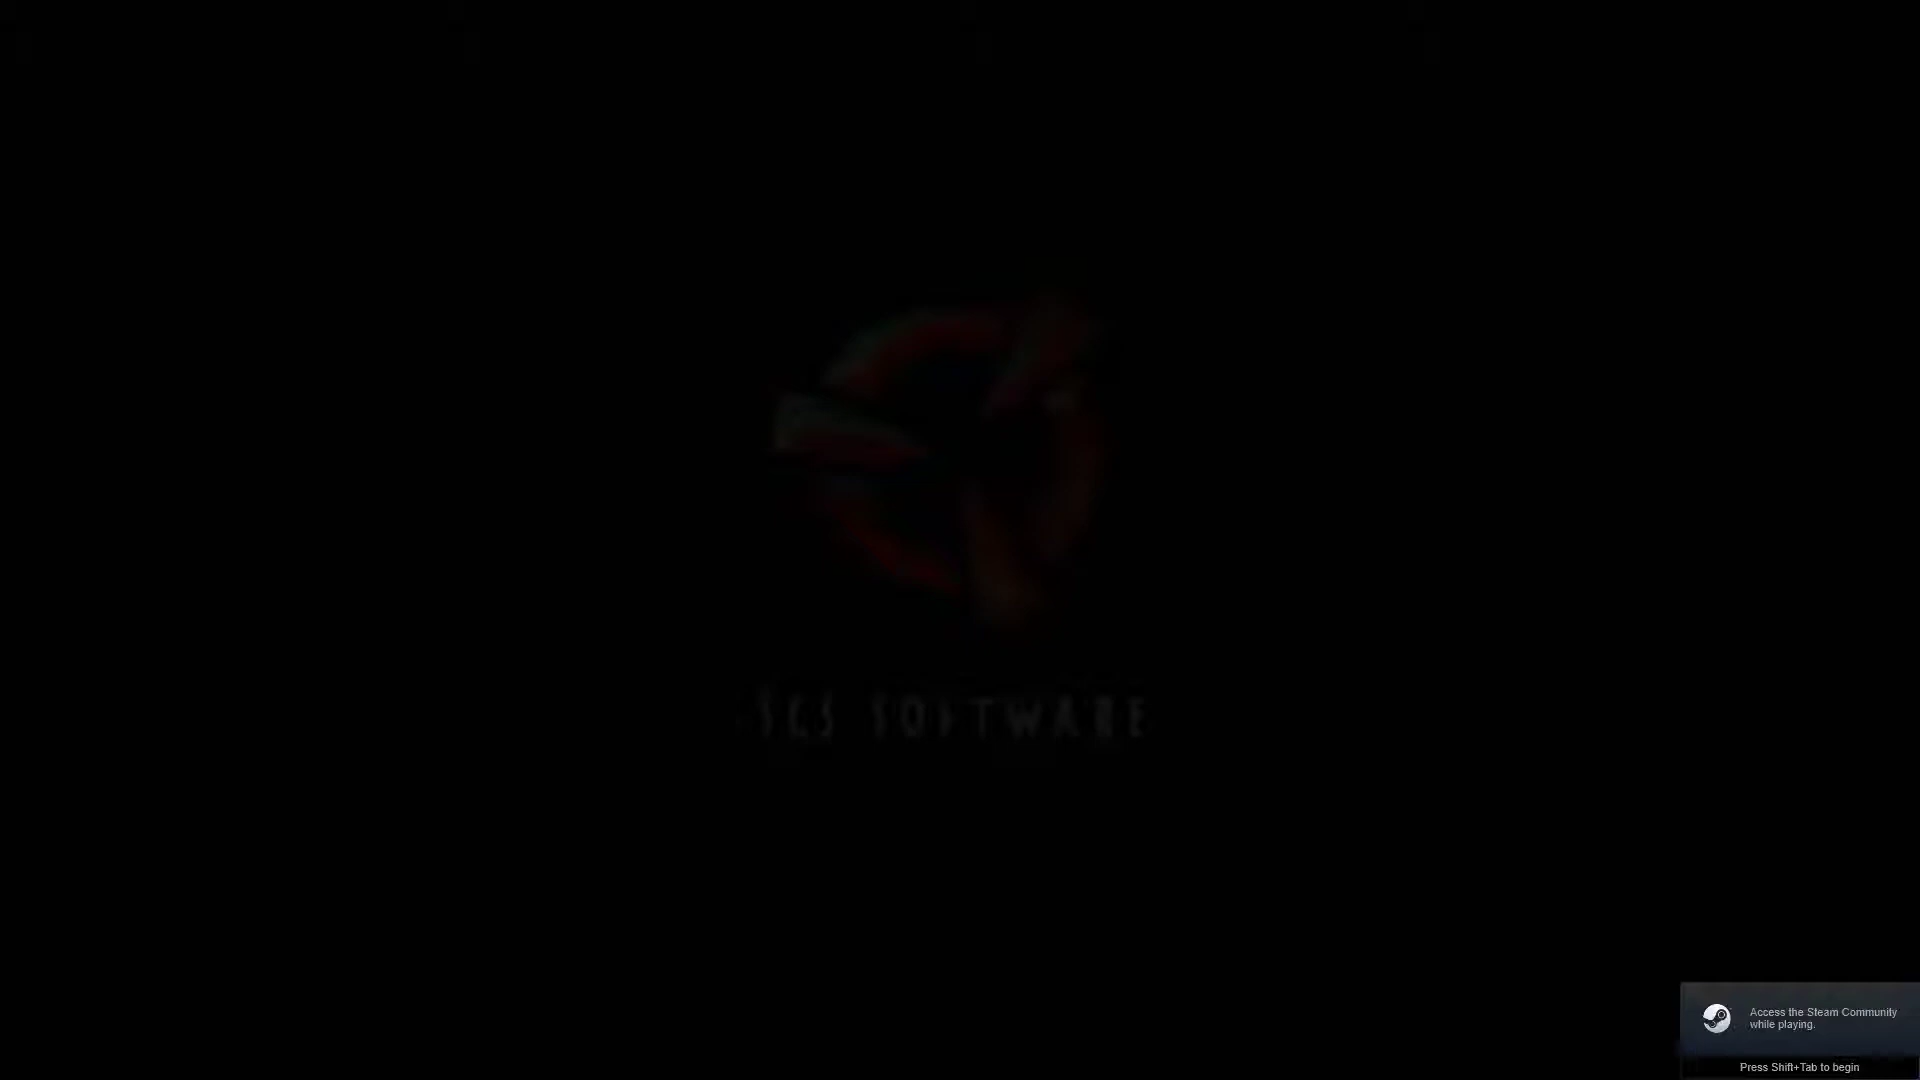 SCS SOFTWARE
Access the Steam Community
while playing.
Press Shift+Tab to begin